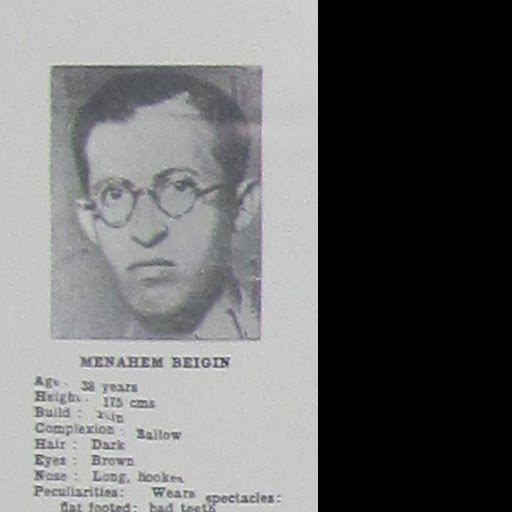 MENAHEM BEIGIN
Age: 38 years
Height: 175 cms
Build: Thin
Complexion: Sallow
Hair: Dark
Eyes: Brown
Nose: Long, hooked
Peculiarities: Wears spectacles:
flat footed: bad teeth